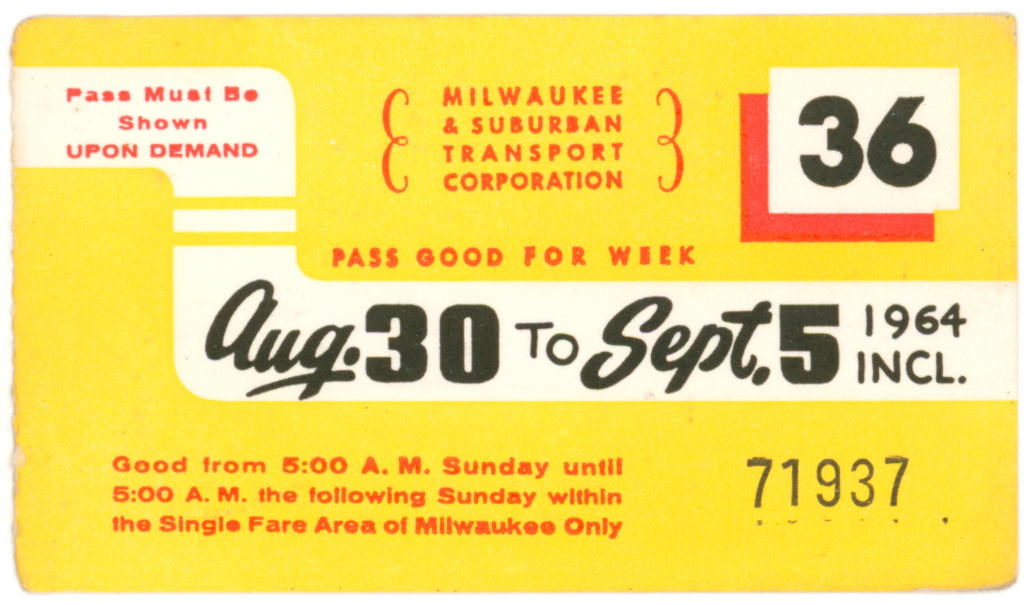 Pass Must Be
Shown
UPON DEMAND
MILWAUKEE
& SUBURBAN
TRANSPORT
CORPORATION
36
PASS GOOD FOR WEEK
Aug. 30 TO Sept. 5 1964
INCL.
Good from 5:00 A. M. Sunday until
5:00 A. M. the following Sunday within
the Single Fare Area of Milwaukee Only
71937